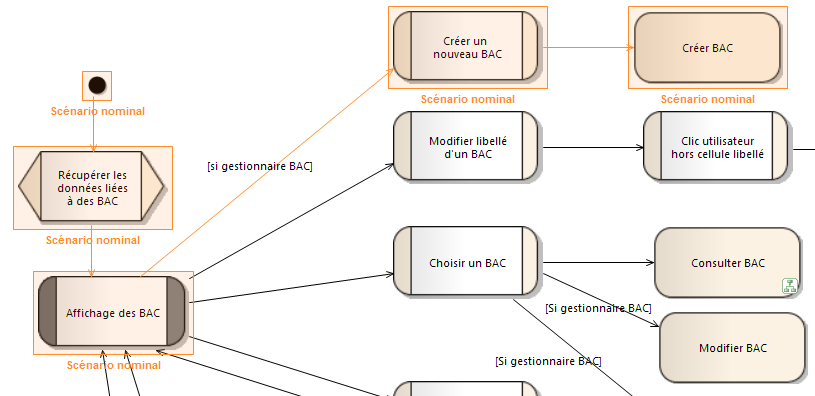 Créer un
nouveau BAC
Créer BAC
Scénario nominal
Scénario nominal
Scénario nominal
Modifier libellé
d'un BAC
Clic utilisateur
hors cellule libellé
[si gestionnaire BAC]
Récupérer les
données liées
à des BAC
Scénario nominal
Choisir un BAC
Consulter BAC
Affichage des BAC
[Si gestionnaire BAC]
Modifier BAC
[Si gestionnaire BAC]
Scénario nominal